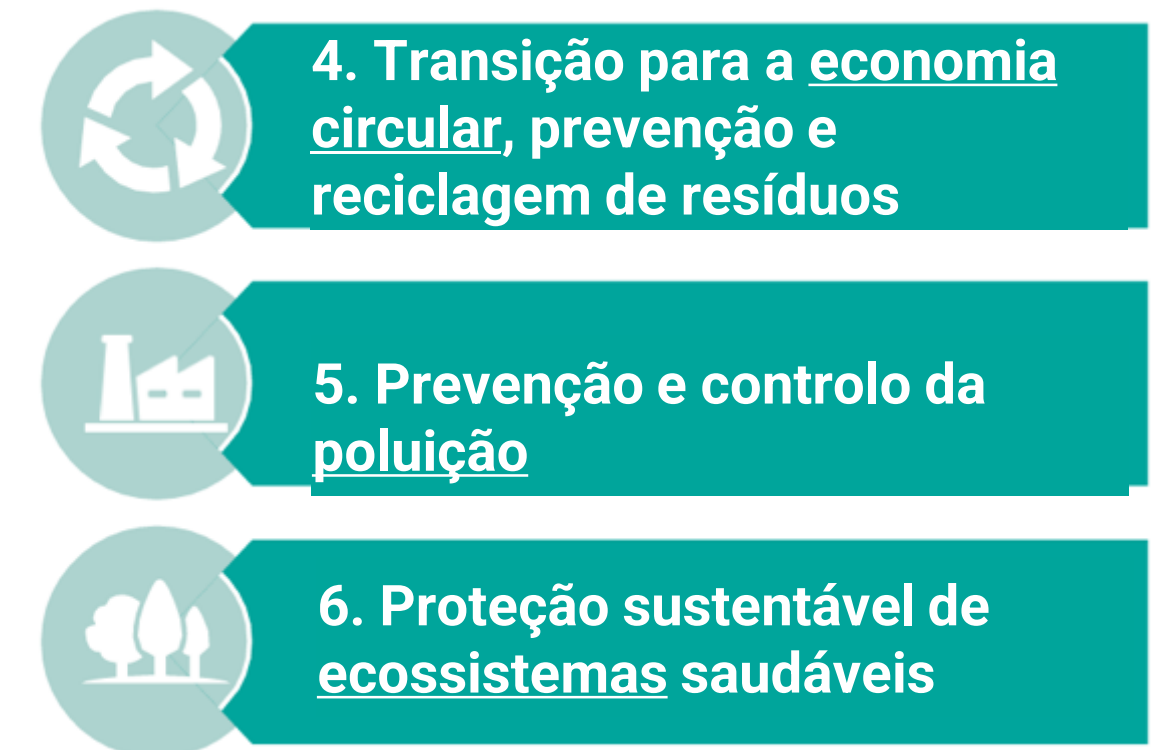 4. Transição para a economia
circular, prevenção e
reciclagem de resíduos
5. Prevenção e controlo da
poluição
6. Proteção sustentável de
ecossistemas saudáveis